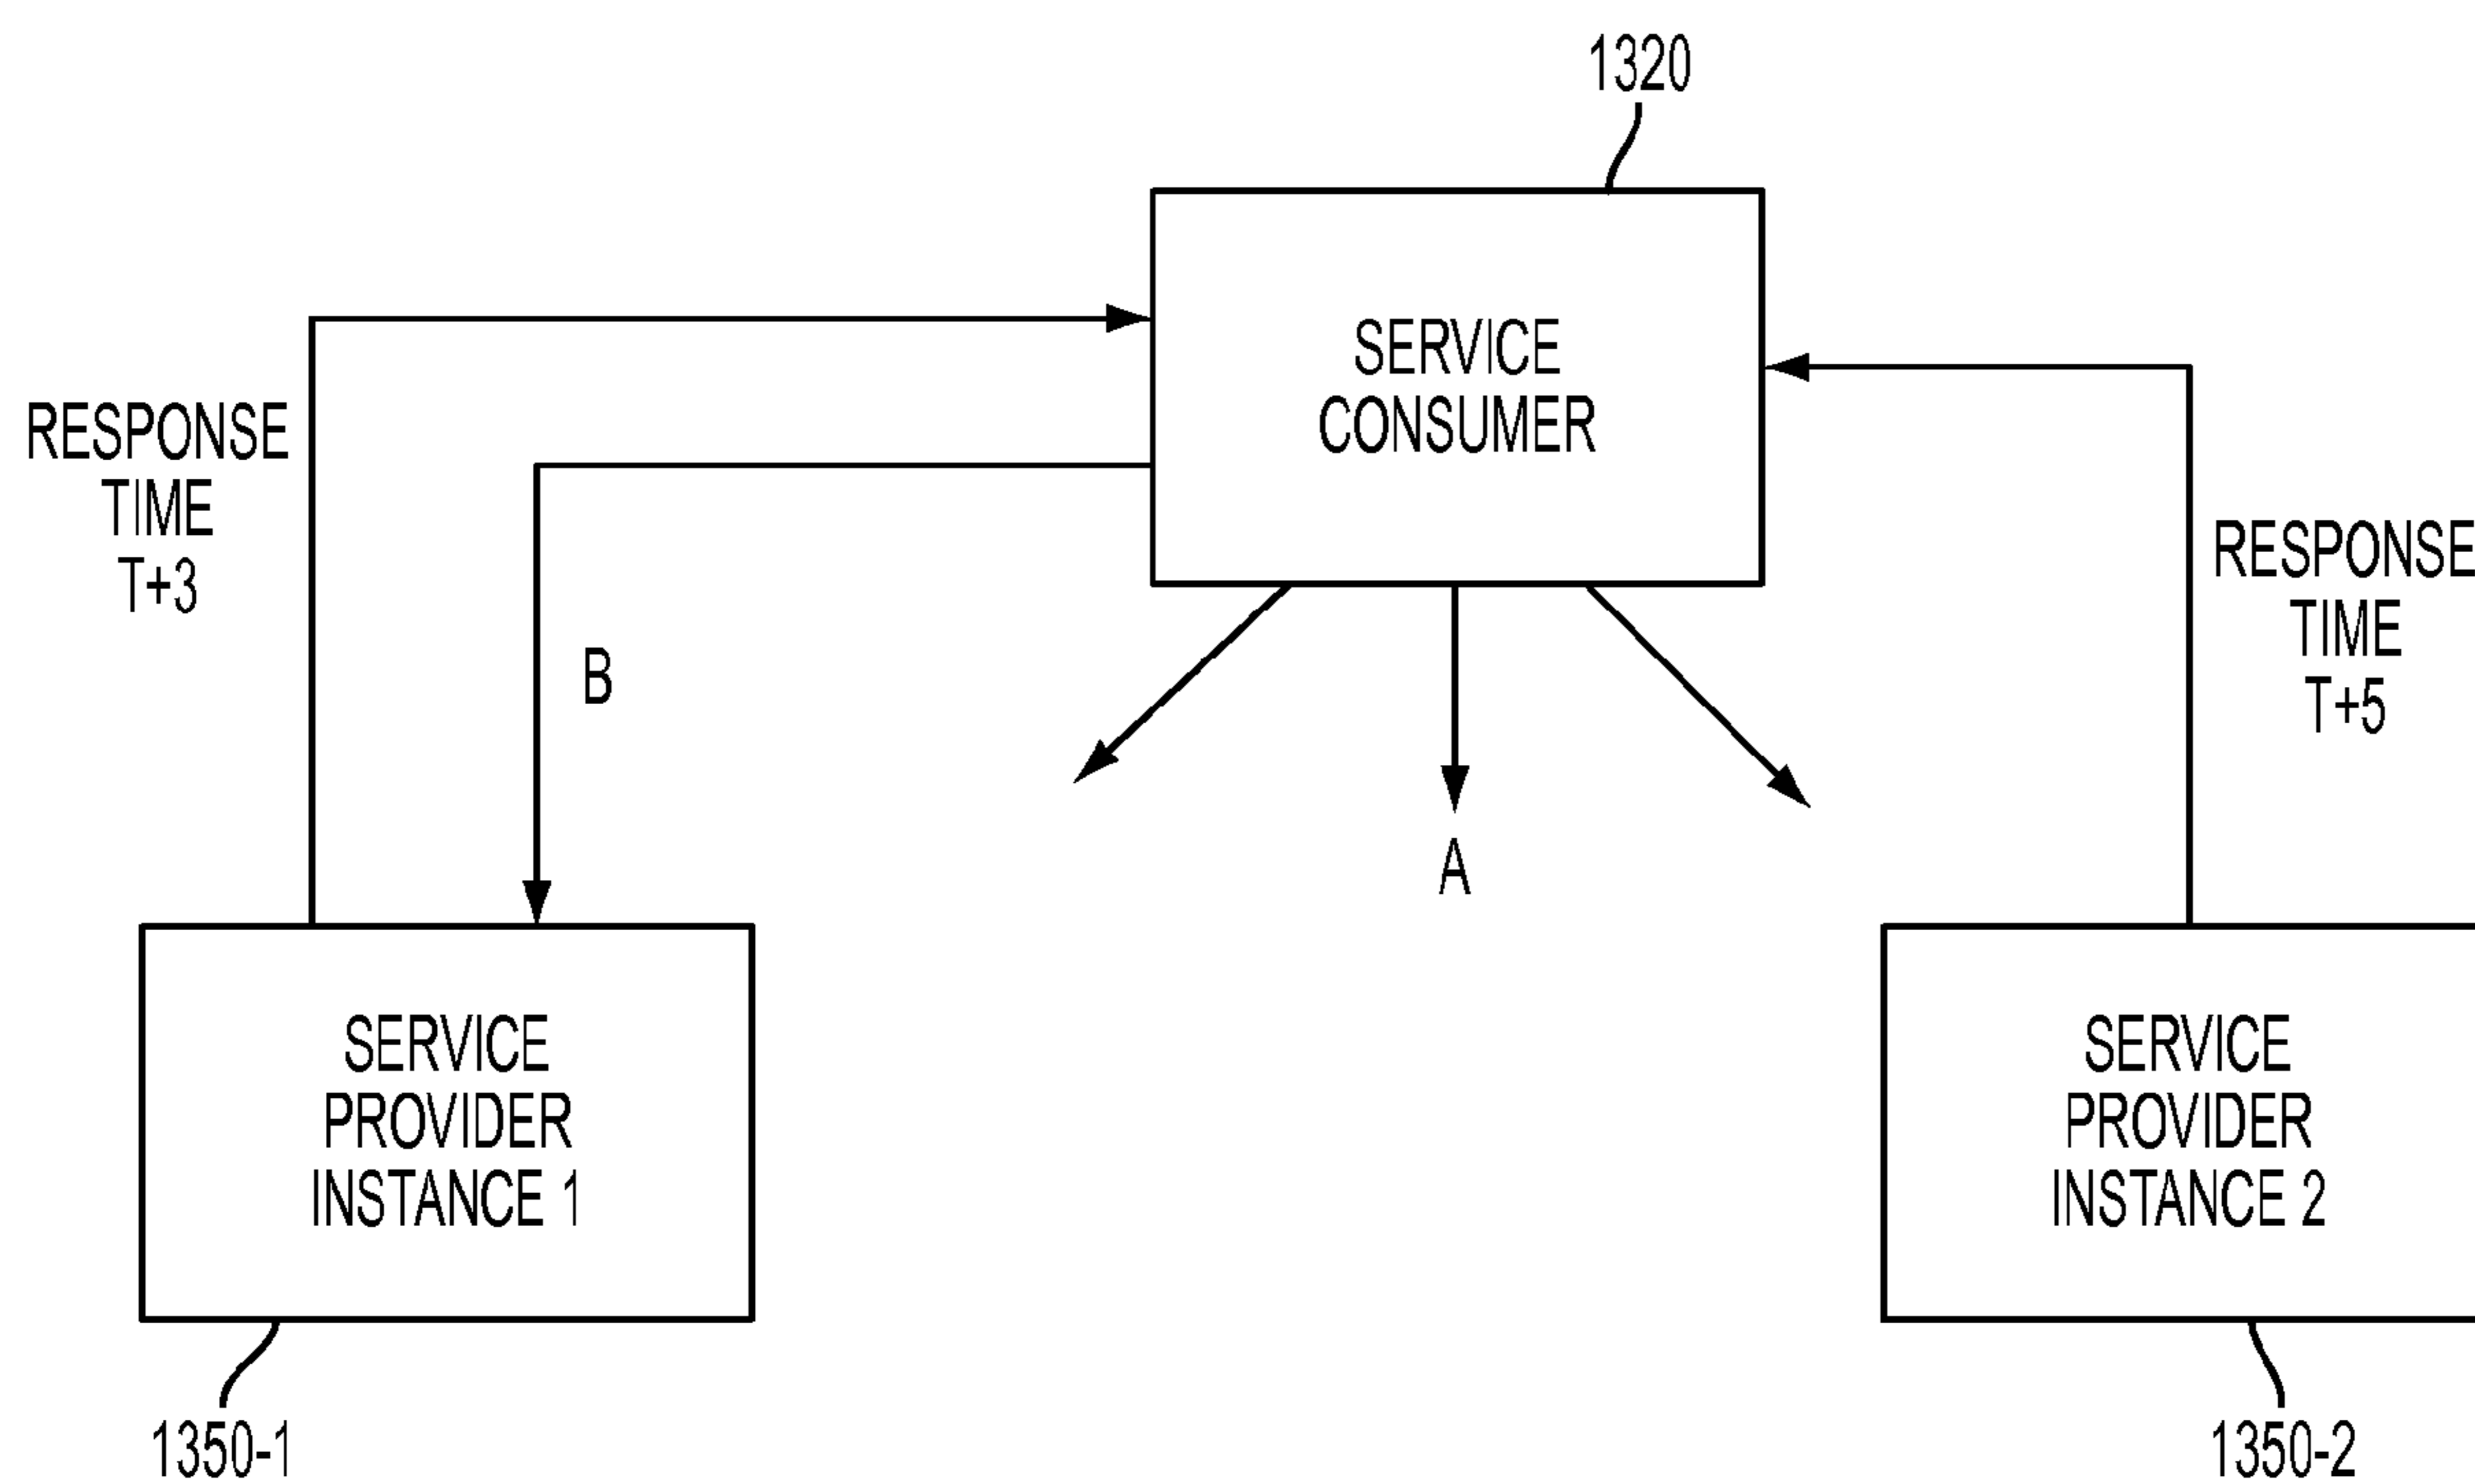 1320
SERVICE
CONSUMER
RESPONSE
TIME
T+3
RESPONSE
TIME
T+5
B
A
SERVICE
PROVIDER
INSTANCE 1
SERVICE
PROVIDER
INSTANCE 2
1350-1
1350-2